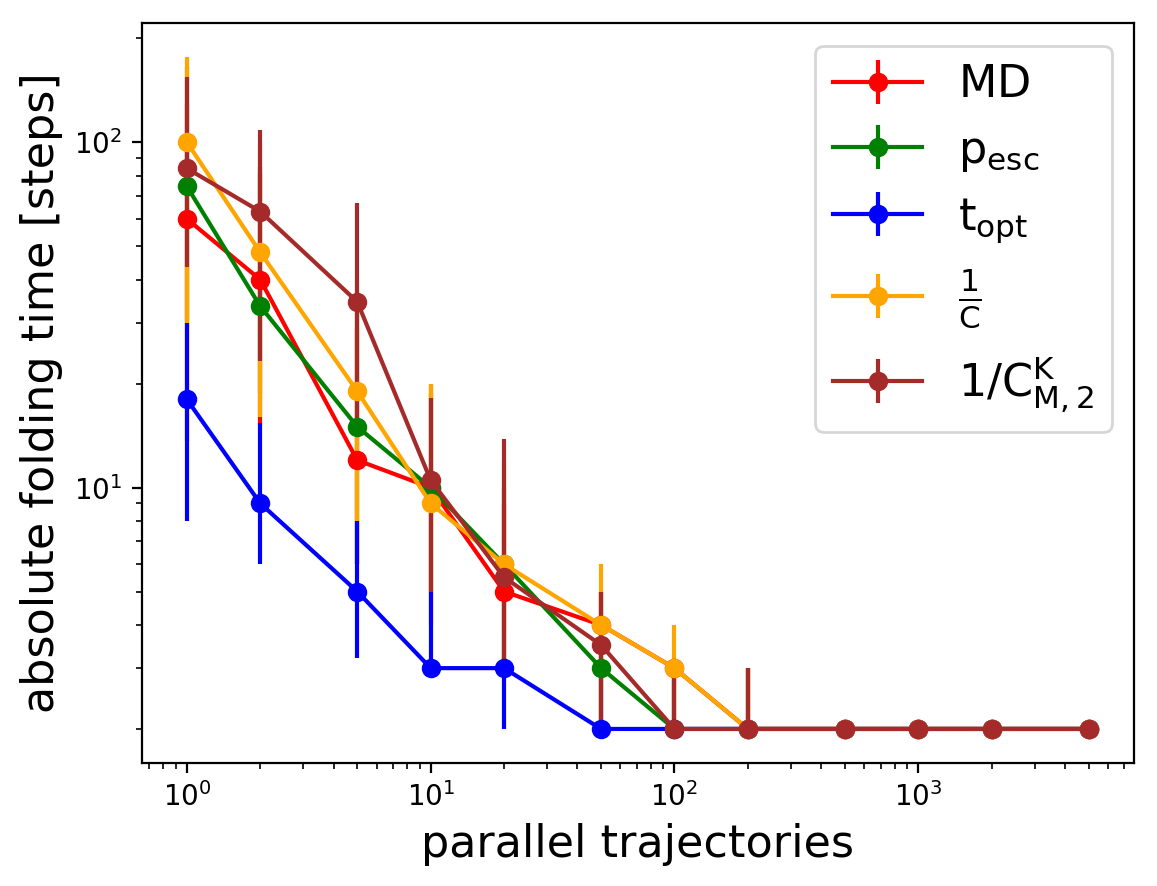 absolute folding time [steps]
10²
10¹
10⁰ 10¹ 10² 10³
parallel trajectories
MD
p_esc
t_opt
1/C
1/C^K_M,2